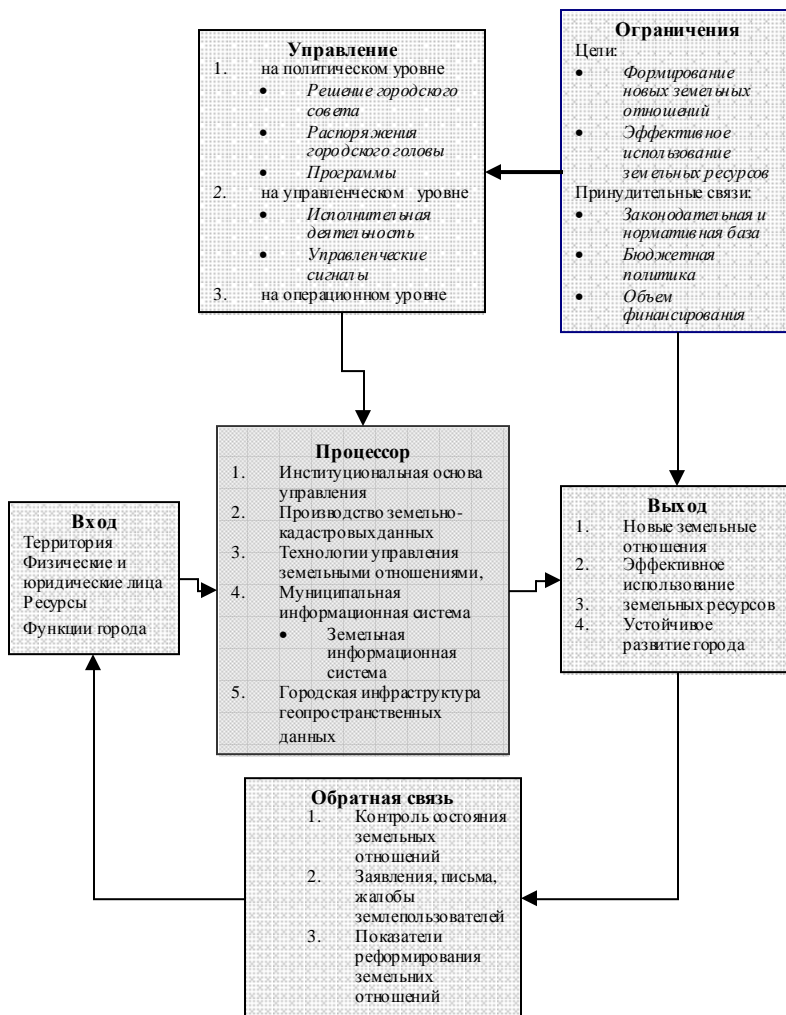 Управление
1. на политическом уровне
• Решение городского
совета
• Распоряжения
городского головы
• Программы
2. на управленческом уровне
• Исполнительная
деятельность
• Управленческие
сигналы
3. на операционном уровне
Ограничения
Цели:
• Формирование
новых земельных
отношений
• Эффективное
использование
земельных ресурсов
Принудительные связи:
• Законодательная и
нормативная база
• Бюджетная
политика
• Объем
финансирования
Процессор
1. Институциональная основа
управления
2. Производство земельно-
кадастровых данных
3. Технологии управления
земельными отношениями,
4. Муниципальная
информационная система
• Земельная
информационная
система
5. Городская инфраструктура
геопространственных
данных
Вход
Территория
Физические и
юридические лица
Ресурсы
Функции города
Выход
1. Новые земельные
отношения
2. Эффективное
использование
3. земельных ресурсов
4. Устойчивое
развитие города
Обратная связь
1. Контроль состояния
земельных
отношений
2. Заявления, письма,
жалобы
землепользователей
3. Показатели
реформирования
земельних
отношений